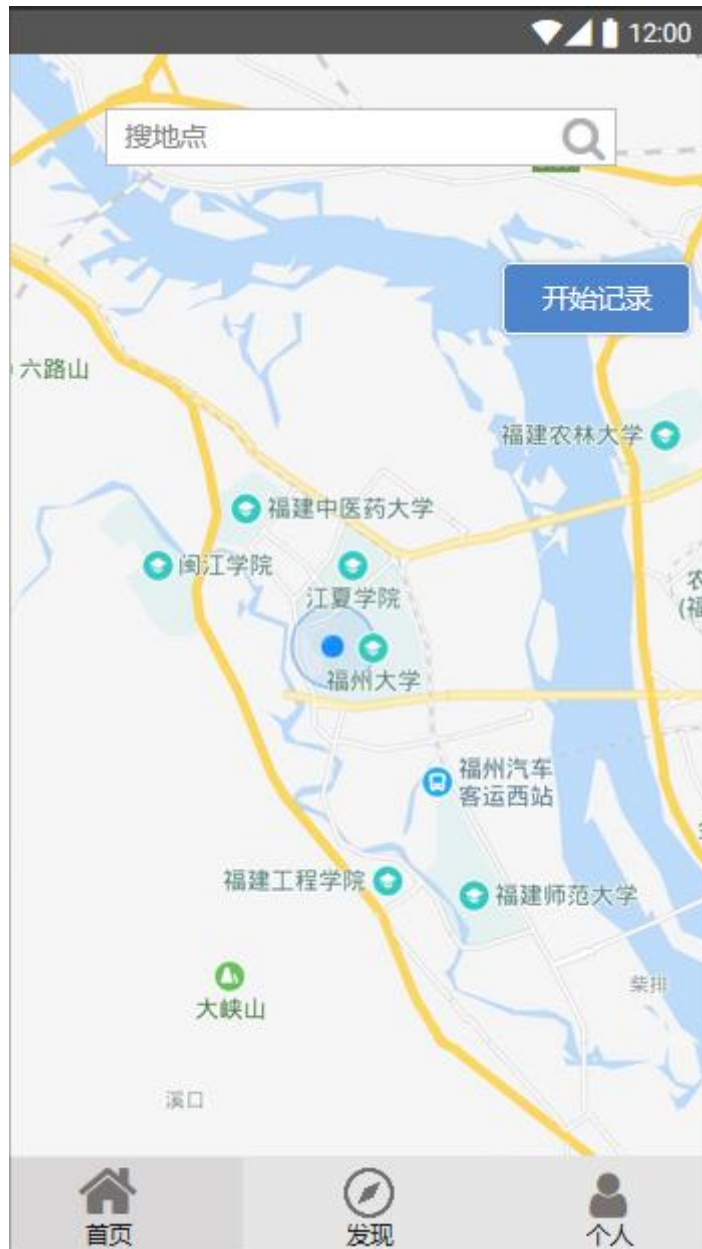 12:00
搜地点
开始记录
六路山
福建农林大学
福建中医药大学
闽江学院
江夏学院
福州大学
福州汽车
客运西站
福建工程学院
福建师范大学
柴排
大峡山
溪口
首页
发现
个人